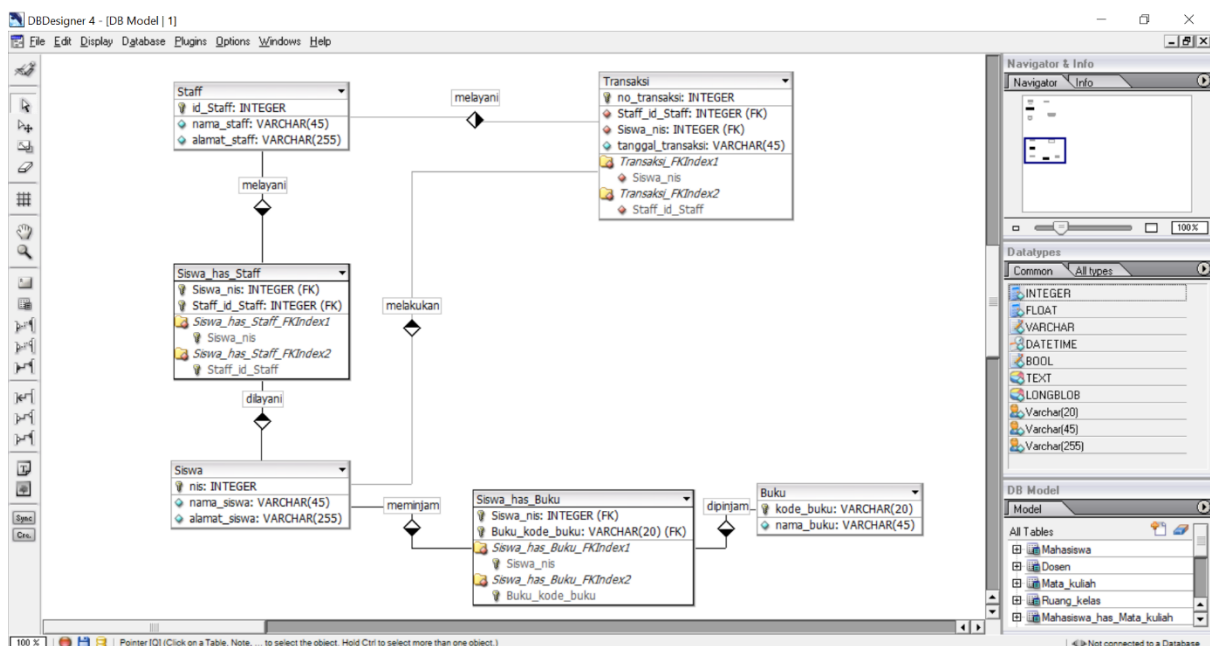 DBDesigner 4 - [DB Model | 1]
File Edit Display Database Plugins Options Windows Help
Staff
id_Staff: INTEGER
nama_staff: VARCHAR(45)
alamat_staff: VARCHAR(255)
melayani
Transaksi
no_transaksi: INTEGER
Staff_id_Staff: INTEGER (FK)
Siswa_nis: INTEGER (FK)
tanggal_transaksi: VARCHAR(45)
Transaksi_FKIndex1
Siswa_nis
Transaksi_FKIndex2
Staff_id_Staff
melayani
Siswa_has_Staff
Siswa_nis: INTEGER (FK)
Staff_id_Staff: INTEGER (FK)
Siswa_has_Staff_FKIndex1
Siswa_nis
Siswa_has_Staff_FKIndex2
Staff_id_Staff
melakukan
dilayani
Siswa
nis: INTEGER
nama_siswa: VARCHAR(45)
alamat_siswa: VARCHAR(255)
meminjam
Siswa_has_Buku
Siswa_nis: INTEGER (FK)
Buku_kode_buku: VARCHAR(20) (FK)
Siswa_has_Buku_FKIndex1
Siswa_nis
Siswa_has_Buku_FKIndex2
Buku_kode_buku
dipinjam
Buku
kode_buku: VARCHAR(20)
nama_buku: VARCHAR(45)
Navigator & Info
Navigator Info
100 %
Datatypes
Common All types
INTEGER
FLOAT
VARCHAR
DATETIME
BOOL
TEXT
LONGBLOB
Varchar(20)
Varchar(45)
Varchar(255)
DB Model
Model
All Tables
Mahasiswa
Dosen
Mata_kuliah
Ruang_kelas
Mahasiswa_has_Mata_kuliah
Sync
Cre.
100 % Pointer [Q] (Click on a Table, Note, ... to select the object. Hold Ctrl to select more than one object.) Not connected to a Database